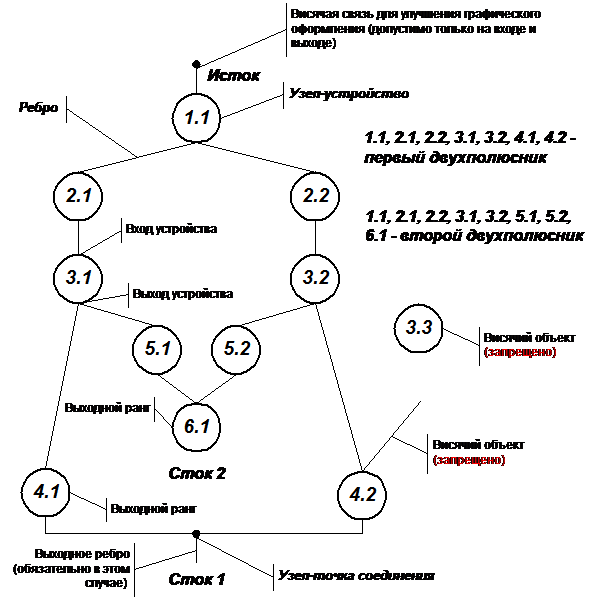 Висячая связь для улучшения графического
оформления (допустимо только на входе и
выходе)
Исток
Узел-устройство
Ребро
1.1
1.1, 2.1, 2.2, 3.1, 3.2, 4.1, 4.2 -
первый двухполюсник
2.1
2.2
1.1, 2.1, 2.2, 3.1, 3.2, 5.1, 5.2,
6.1 - второй двухполюсник
Вход устройства
3.1
3.2
Выход устройства
3.3
Висячий объект
(запрещено)
5.1
5.2
Выходной ранг
6.1
Сток 2
Висячий объект
(запрещено)
4.1
4.2
Выходной ранг
Выходное ребро
(обязательно в этом
случае)
Сток 1
Узел-точка соединения